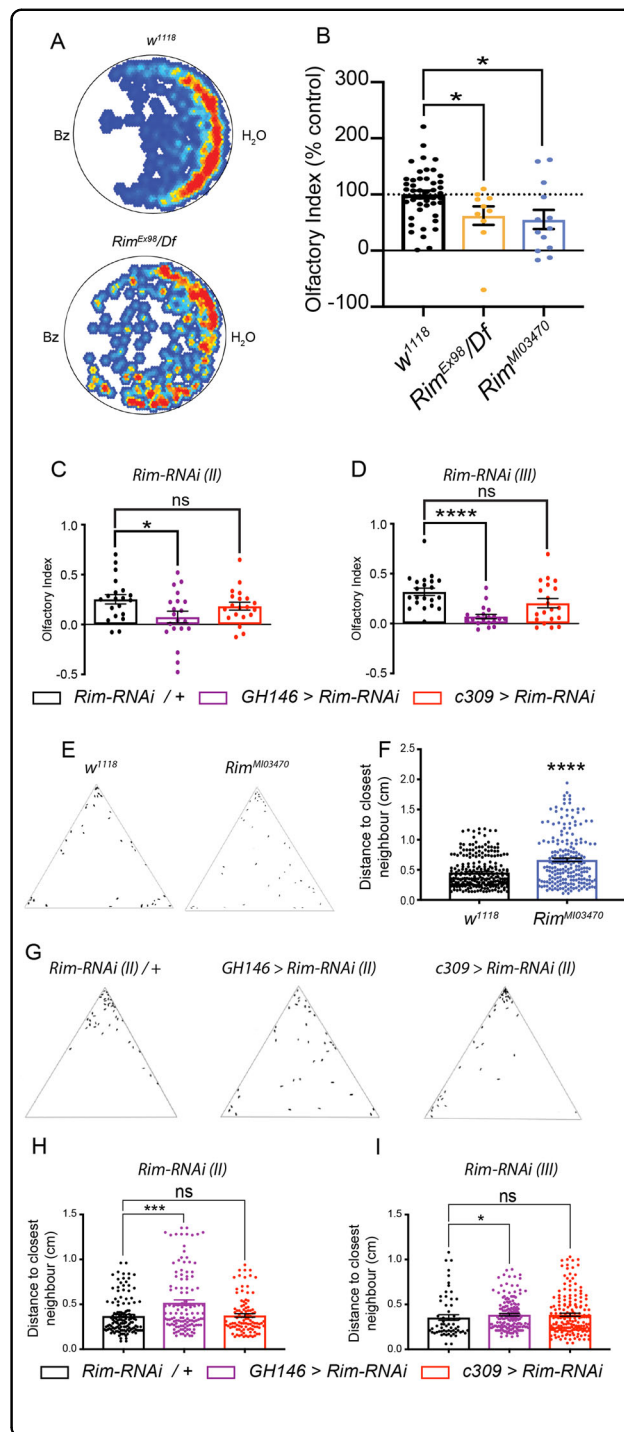 A
w1118
Bz
H2O
RimEx98/Df
Bz
H2O
B
Olfactory Index (% control)
300
200
100
0
-100
*
*
w1118
RimEx98/Df
RimMI03470
C
Rim-RNAi (II)
ns
*
Olfactory Index
1.0
0.5
0.0
-0.5
D
Rim-RNAi (III)
ns
****
Olfactory Index
1.0
0.5
0.0
-0.5
Rim-RNAi / +
GH146 > Rim-RNAi
c309 > Rim-RNAi
E
w1118
RimMI03470
F
Distance to closest
neighbour (cm)
2.5
2.0
1.5
1.0
0.5
0.0
****
w1118
RimMI03470
G
Rim-RNAi (II) / +
GH146 > Rim-RNAi (II)
c309 > Rim-RNAi (II)
H
Rim-RNAi (II)
ns
***
Distance to closest
neighbour (cm)
1.5
1.0
0.5
0.0
I
Rim-RNAi (III)
ns
*
Distance to closest
neighbour (cm)
1.5
1.0
0.5
0.0
Rim-RNAi / +
GH146 > Rim-RNAi
c309 > Rim-RNAi